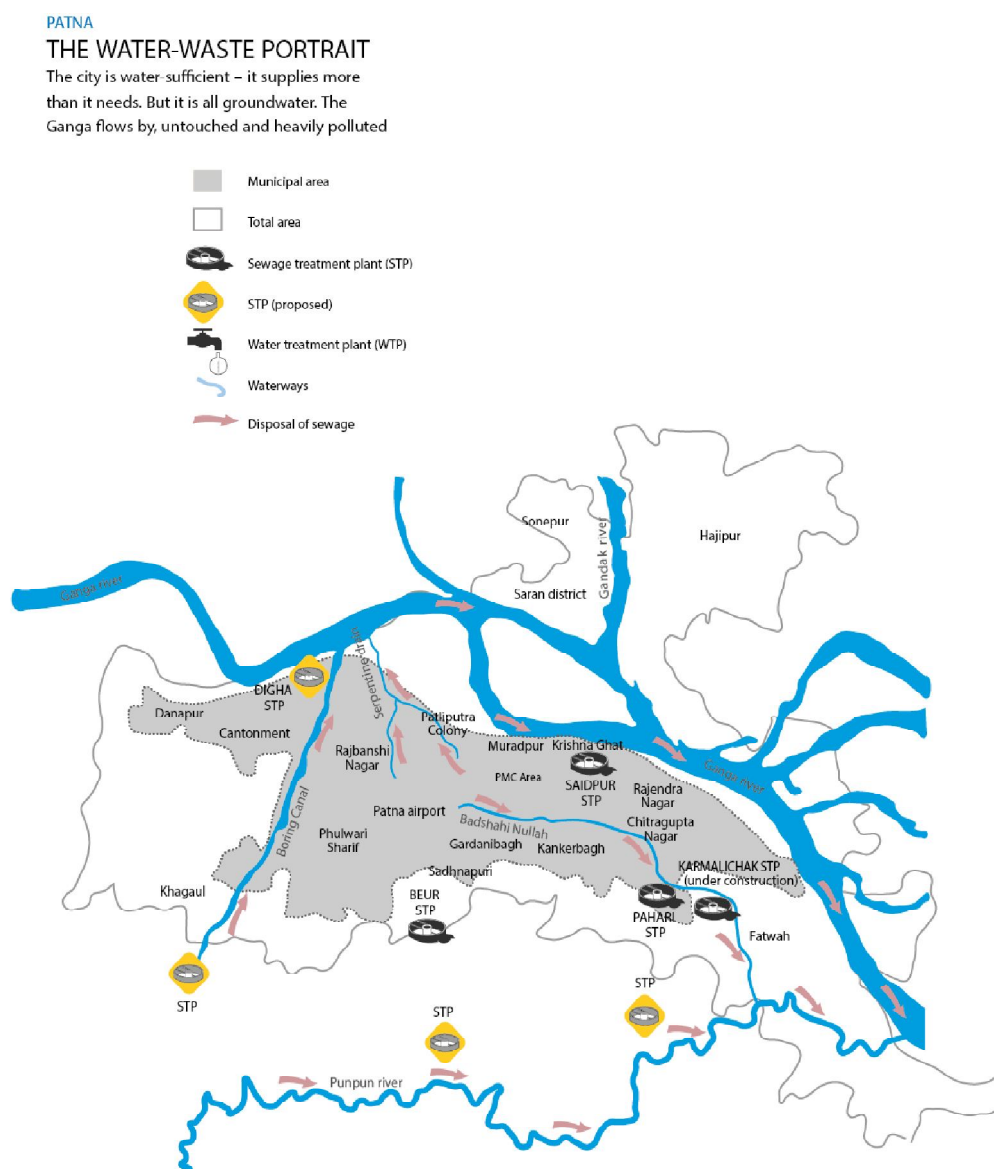 PATNA
THE WATER-WASTE PORTRAIT
The city is water-sufficient – it supplies more
than it needs. But it is all groundwater. The
Ganga flows by, untouched and heavily polluted
Municipal area
Total area
Sewage treatment plant (STP)
STP (proposed)
Water treatment plant (WTP)
Waterways
Disposal of sewage
Sonepur
Hajipur
Gandak river
Ganga river
Saran district
Serpentine drain
DIGHA
STP
Danapur
Cantonment
Patliputra
Colony
Rajbanshi
Nagar
Muradpur
Krishna Ghat
Ganga river
PMC Area
SAIDPUR
STP
Rajendra
Nagar
Boring Canal
Patna airport
Badshahi Nullah
Chitragupta
Nagar
Phulwari
Sharif
Gardanibagh
Kankerbagh
Sadhnapuri
KARMALICHAK STP
(under construction)
Khagaul
BEUR
STP
PAHARI
STP
Fatwah
STP
STP
STP
Punpun river